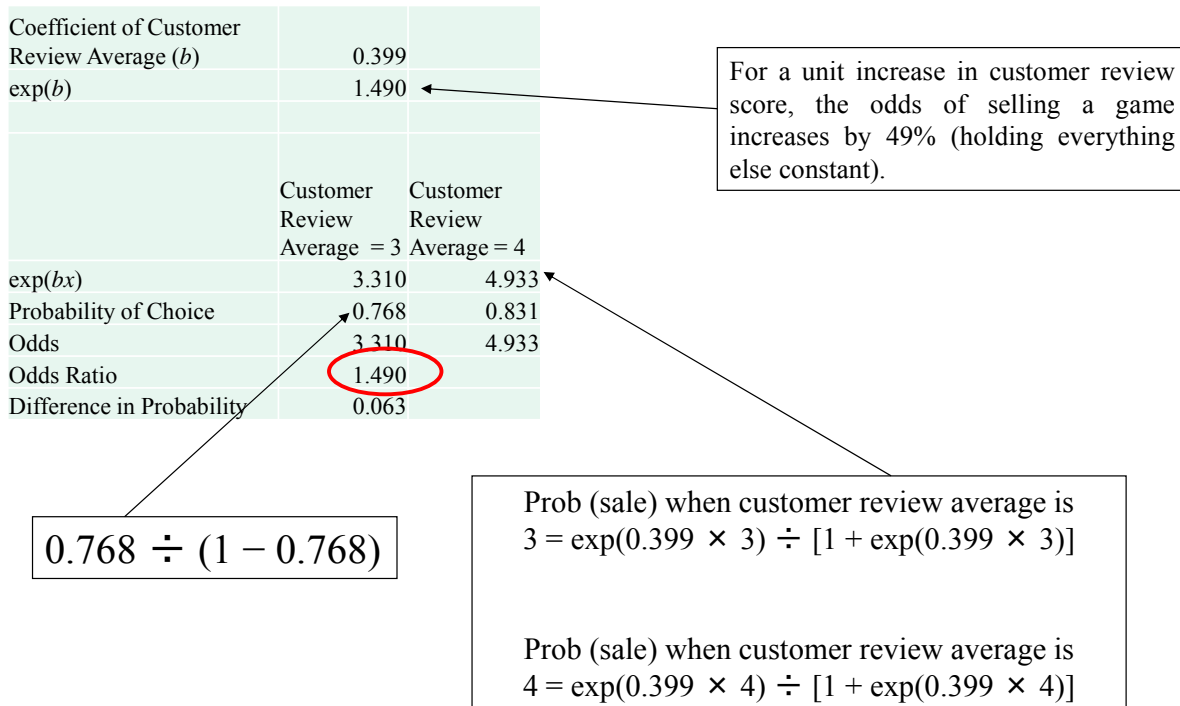 Coefficient of Customer
Review Average (b) 0.399
exp(b) 1.490
For a unit increase in customer review
score, the odds of selling a game
increases by 49% (holding everything
else constant).
Customer Customer
Review Review
Average = 3 Average = 4
exp(bx) 3.310 4.933
Probability of Choice 0.768 0.831
Odds 3.310 4.933
Odds Ratio 1.490
Difference in Probability 0.063
0.768 ÷ (1 − 0.768)
Prob (sale) when customer review average is
3 = exp(0.399 × 3) ÷ [1 + exp(0.399 × 3)]
Prob (sale) when customer review average is
4 = exp(0.399 × 4) ÷ [1 + exp(0.399 × 4)]